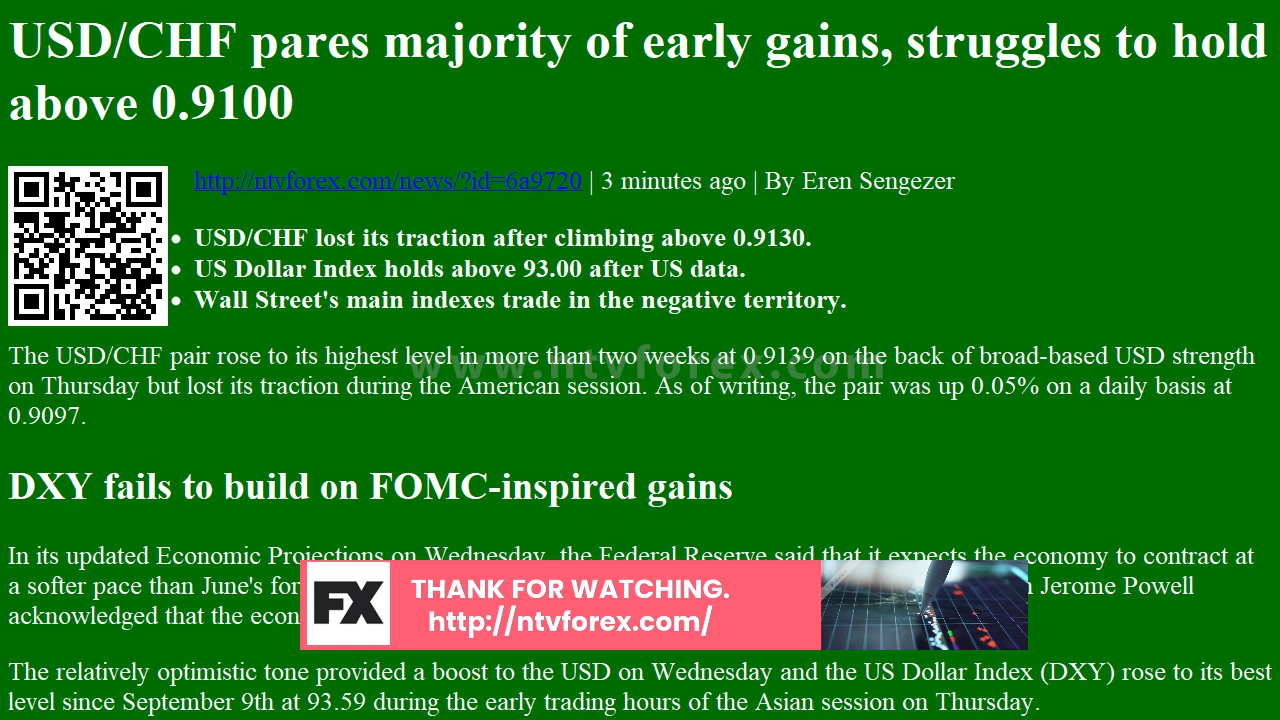 USD/CHF pares majority of early gains, struggles to hold
above 0.9100
http://ntvforex.com/news/?id=6a9720 | 3 minutes ago | By Eren Sengezer
• USD/CHF lost its traction after climbing above 0.9130.
• US Dollar Index holds above 93.00 after US data.
• Wall Street's main indexes trade in the negative territory.
www.ntvforex.com
The USD/CHF pair rose to its highest level in more than two weeks at 0.9139 on the back of broad-based USD strength
on Thursday but lost its traction during the American session. As of writing, the pair was up 0.05% on a daily basis at
0.9097.
DXY fails to build on FOMC-inspired gains
In its updated Economic Projections on Wednesday, the Federal Reserve said that it expects the economy to contract at
a softer pace than June's Jerome Powell
acknowledged that the
FX
THANK FOR WATCHING.
http://ntvforex.com/
The relatively optimistic tone provided a boost to the USD on Wednesday and the US Dollar Index (DXY) rose to its best
level since September 9th at 93.59 during the early trading hours of the Asian session on Thursday.